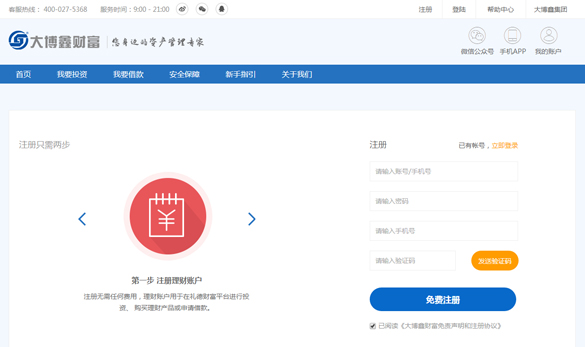 客服热线： 400-027-5368 服务时间：9:00 - 21:00 注册 登陆 帮助中心 大博鑫集团
大博鑫财富 您身边的资产管理专家
微信公众号 手机APP 我的账户
首页 我要投资 我要借款 安全保障 新手指引 关于我们
注册只需两步
注册 已有帐号，立即登录
请输入账号/手机号
请输入密码
请输入手机号
请输入验证码 发送验证码
第一步 注册理财账户
注册无需任何费用，理财账户用于在礼德财富平台进行投
资、 购买理财产品或申请借款。
免费注册
已阅读《大博鑫财富免责声明和注册协议》